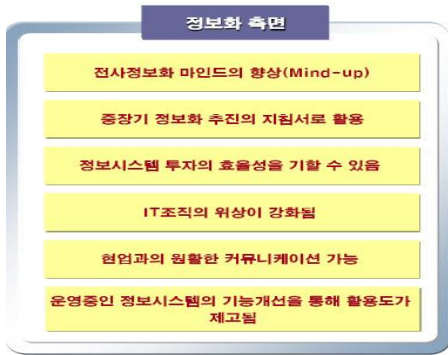 정보화 측면
전사정보화 마인드의 향상(Mind-up)
중장기 정보화 추진의 지침서로 활용
정보시스템 투자의 효율성을 기할 수 있음
IT조직의 위상이 강화됨
현업과의 원활한 커뮤니케이션 가능
운영중인 정보시스템의 기능개선을 통해 활용도가
제고됨